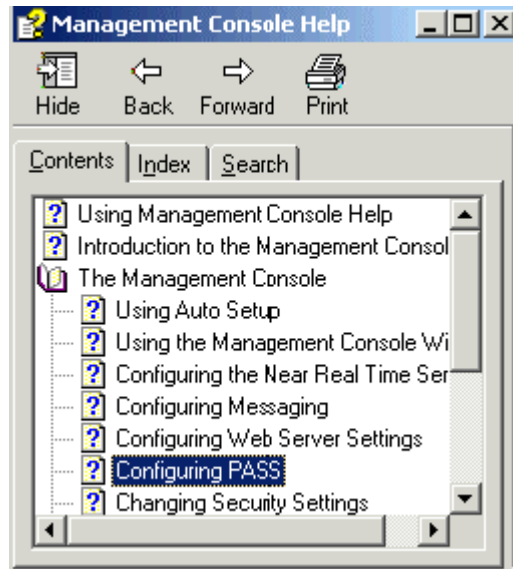 Management Console Help
Hide Back Forward Print
Contents Index Search
Using Management Console Help
Introduction to the Management Consol
The Management Console
Using Auto Setup
Using the Management Console Wi
Configuring the Near Real Time Ser
Configuring Messaging
Configuring Web Server Settings
Configuring PASS
Changing Security Settings